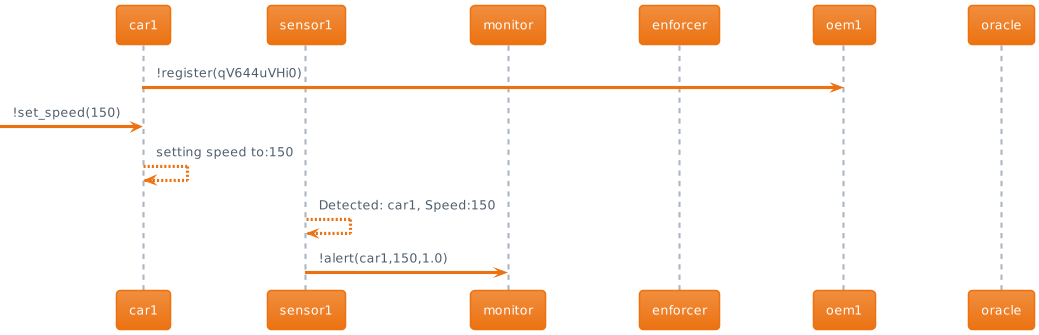 car1 sensor1 monitor enforcer oem1 oracle
!register(qV644uVHi0)
!set_speed(150)
setting speed to:150
Detected: car1, Speed:150
!alert(car1,150,1.0)
car1 sensor1 monitor enforcer oem1 oracle